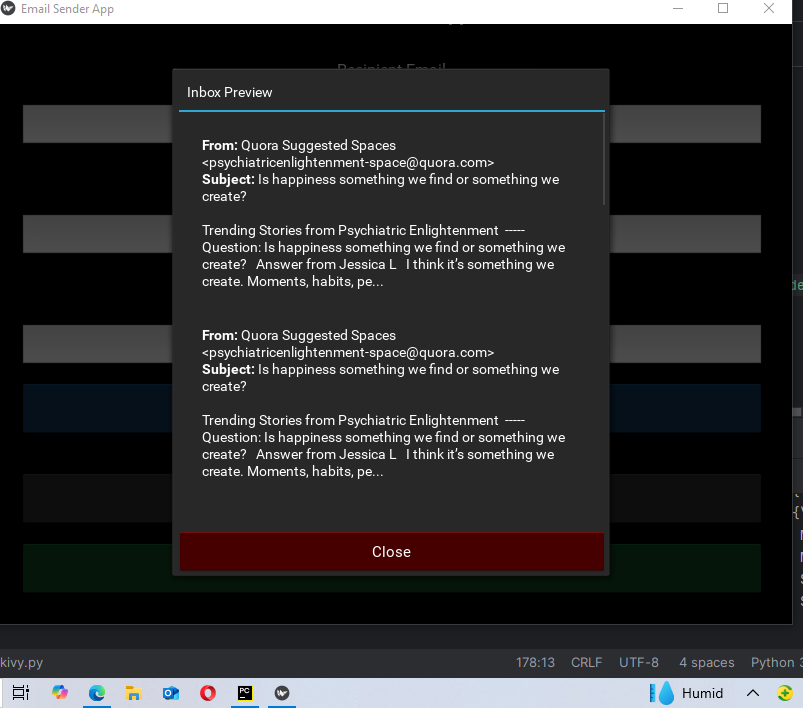 Email Sender App
Recipient Email
Inbox Preview
From: Quora Suggested Spaces
<psychiatricenlightenment-space@quora.com>
Subject: Is happiness something we find or something we
create?
Trending Stories from Psychiatric Enlightenment  -----
Question: Is happiness something we find or something we
create?   Answer from Jessica L   I think it’s something we
create. Moments, habits, pe...
From: Quora Suggested Spaces
<psychiatricenlightenment-space@quora.com>
Subject: Is happiness something we find or something we
create?
Trending Stories from Psychiatric Enlightenment  -----
Question: Is happiness something we find or something we
create?   Answer from Jessica L   I think it’s something we
create. Moments, habits, pe...
Close
kivy.py
178:13 CRLF UTF-8 4 spaces Python 3
PC
Humid